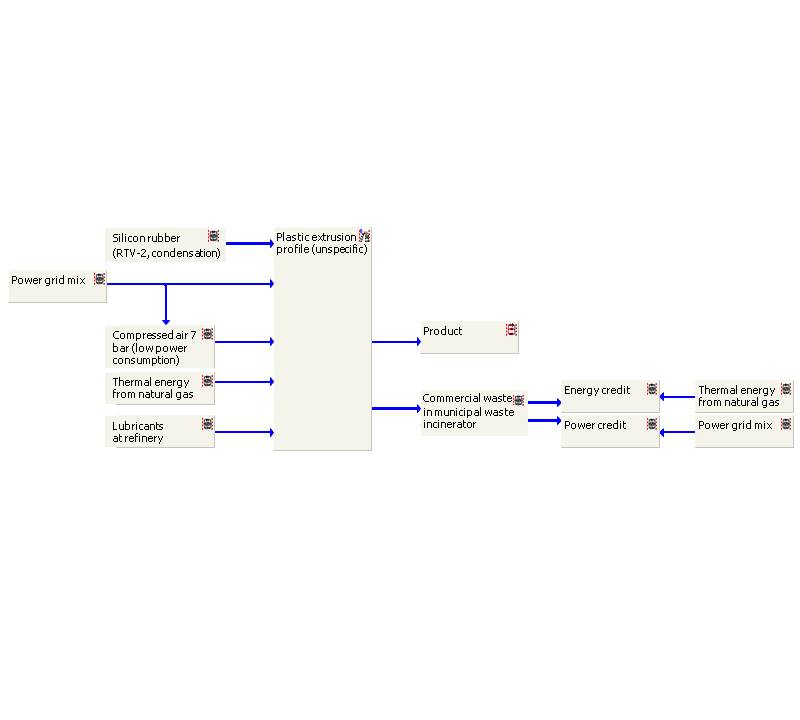 Silicon rubber
(RTV-2, condensation)
Plastic extrusion
profile (unspecific)
Power grid mix
Compressed air 7
bar (low power
consumption)
Thermal energy
from natural gas
Lubricants
at refinery
Product
Commercial waste
in municipal waste
incinerator
Energy credit
Power credit
Thermal energy
from natural gas
Power grid mix